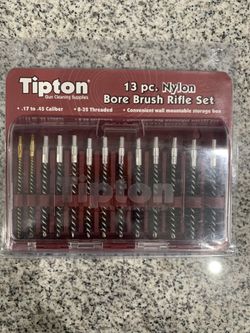 Tipton
Gun Cleaning Supplies
13 pc. Nylon
Bore Brush Rifle Set
• .17 to .45 Caliber • 8-32 Threaded • Convenient wall mountable storage box
Tipton